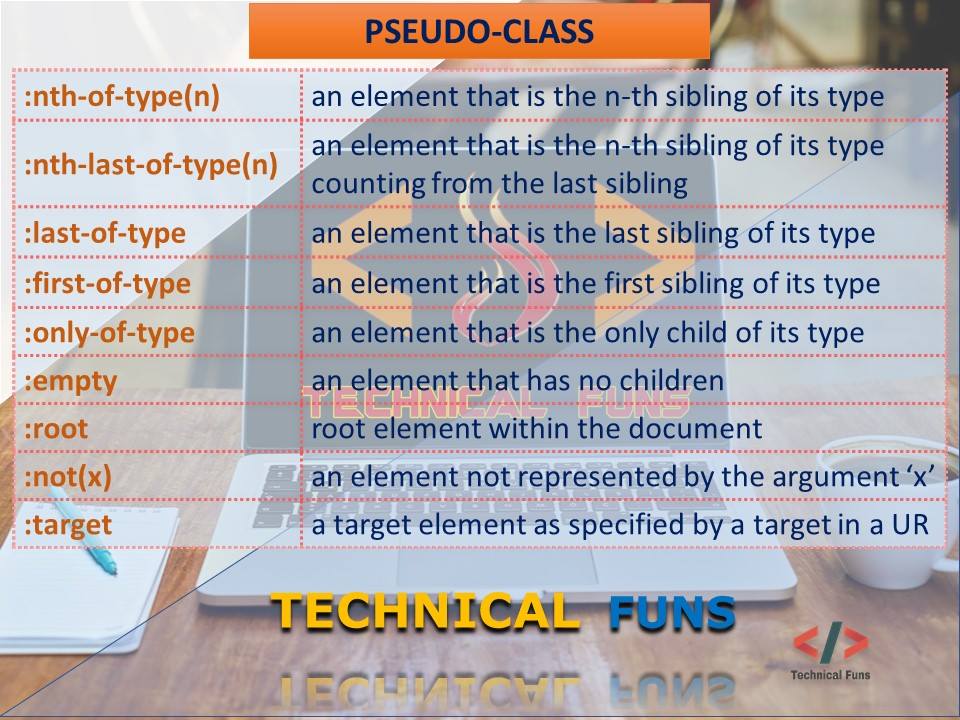 PSEUDO-CLASS
:nth-of-type(n) an element that is the n-th sibling of its type
:nth-last-of-type(n) an element that is the n-th sibling of its type
counting from the last sibling
:last-of-type an element that is the last sibling of its type
:first-of-type an element that is the first sibling of its type
:only-of-type an element that is the only child of its type
:empty an element that has no children
TECHNICAL FUNS
:root root element within the document
:not(x) an element not represented by the argument ‘x’
:target a target element as specified by a target in a UR
TECHNICAL FUNS
Technical Funs